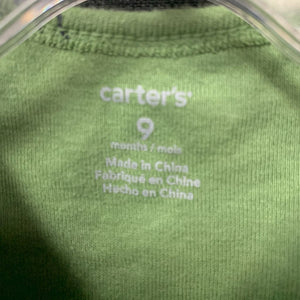 carter's
9
months / mois
Made in China
Fabriqué en Chine
Hecho en China